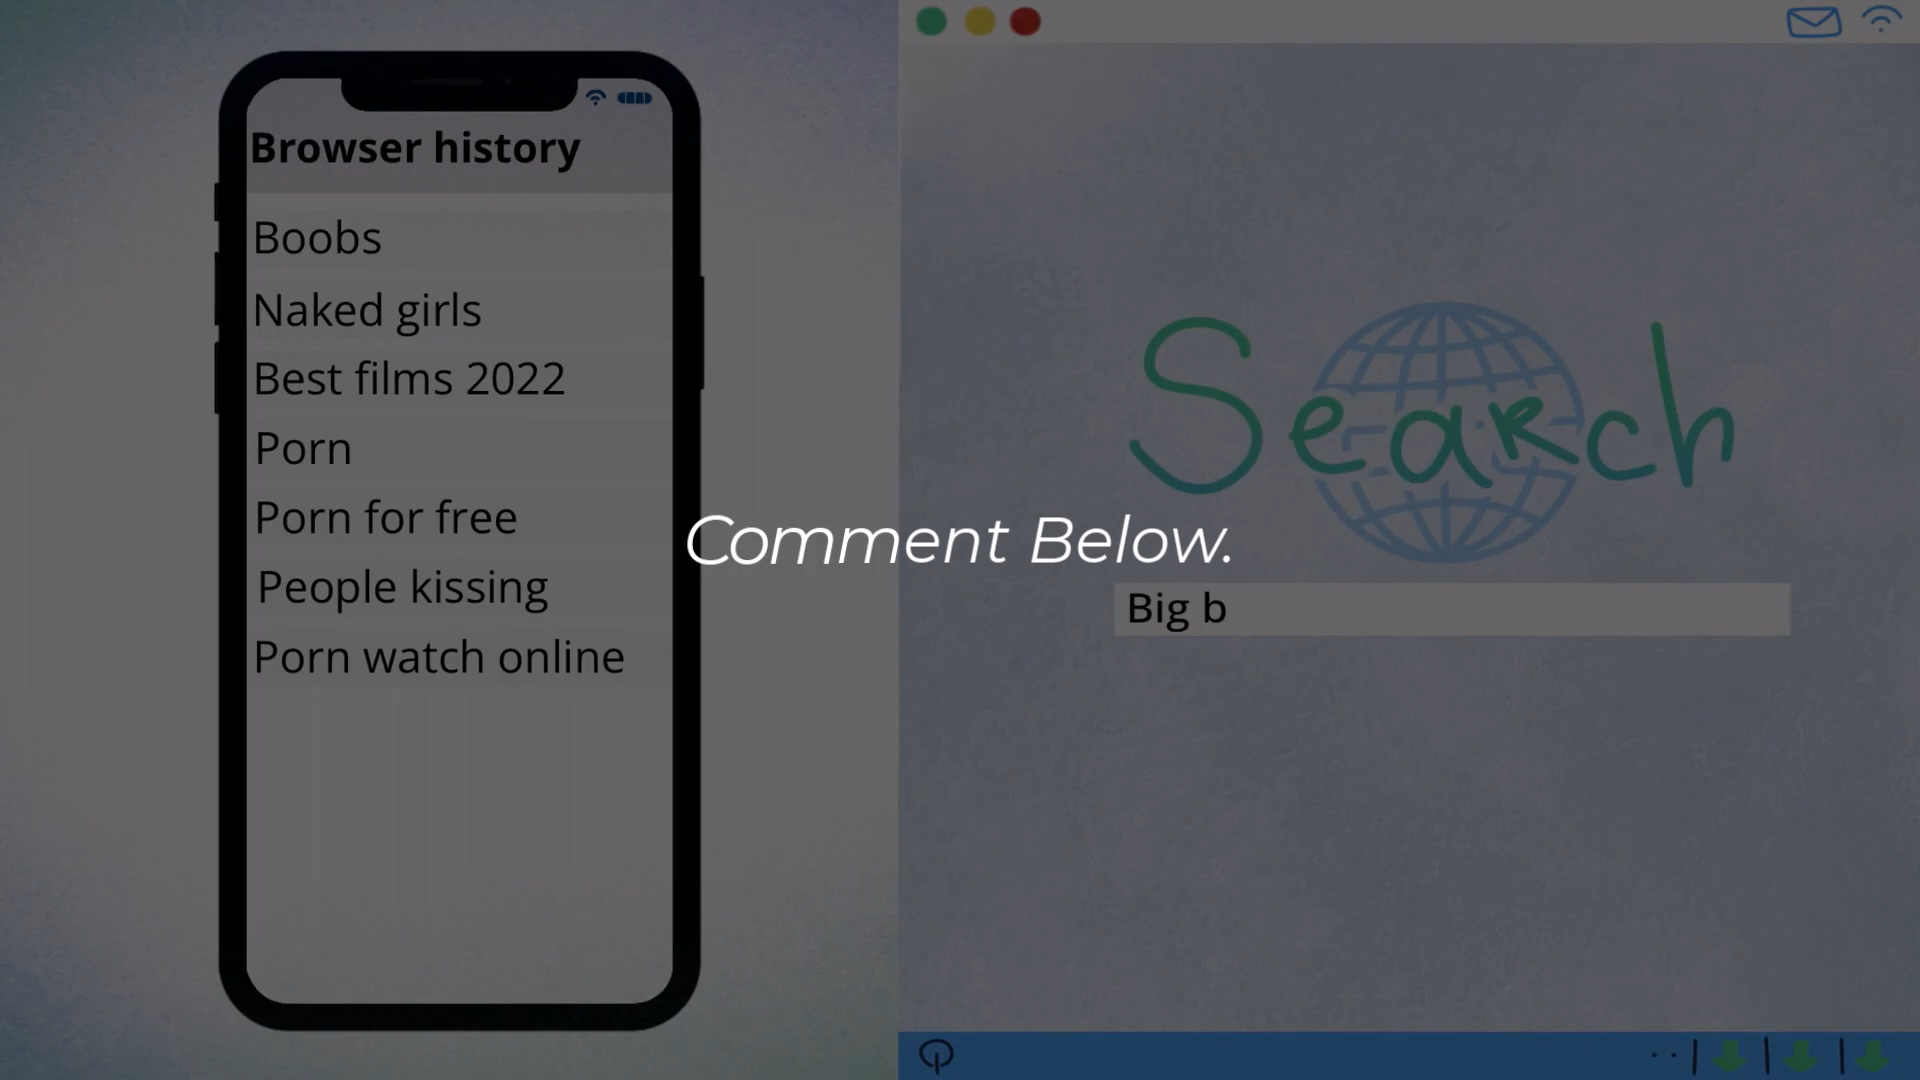 Browser history
Boobs
Naked girls
Best films 2022
Porn
Porn for free
People kissing
Porn watch online
Search
Comment Below.
Big b